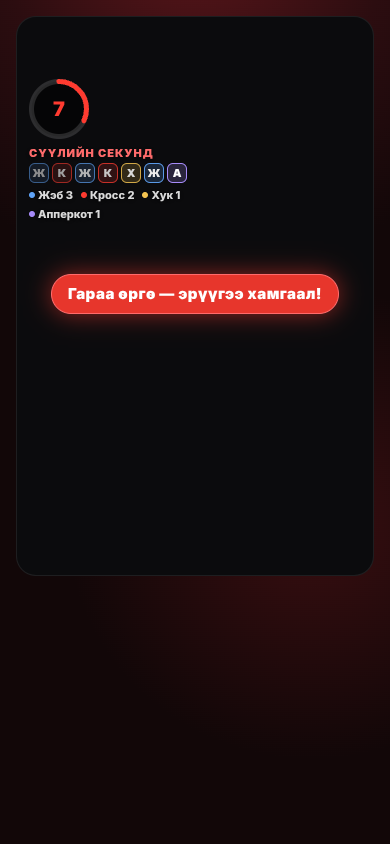 7
СҮҮЛИЙН СЕКУНД
Ж К Ж К Х Ж А
Жэб 3 Кросс 2 Хук 1
Апперкот 1
Гараа өргө — эрүүгээ хамгаал!